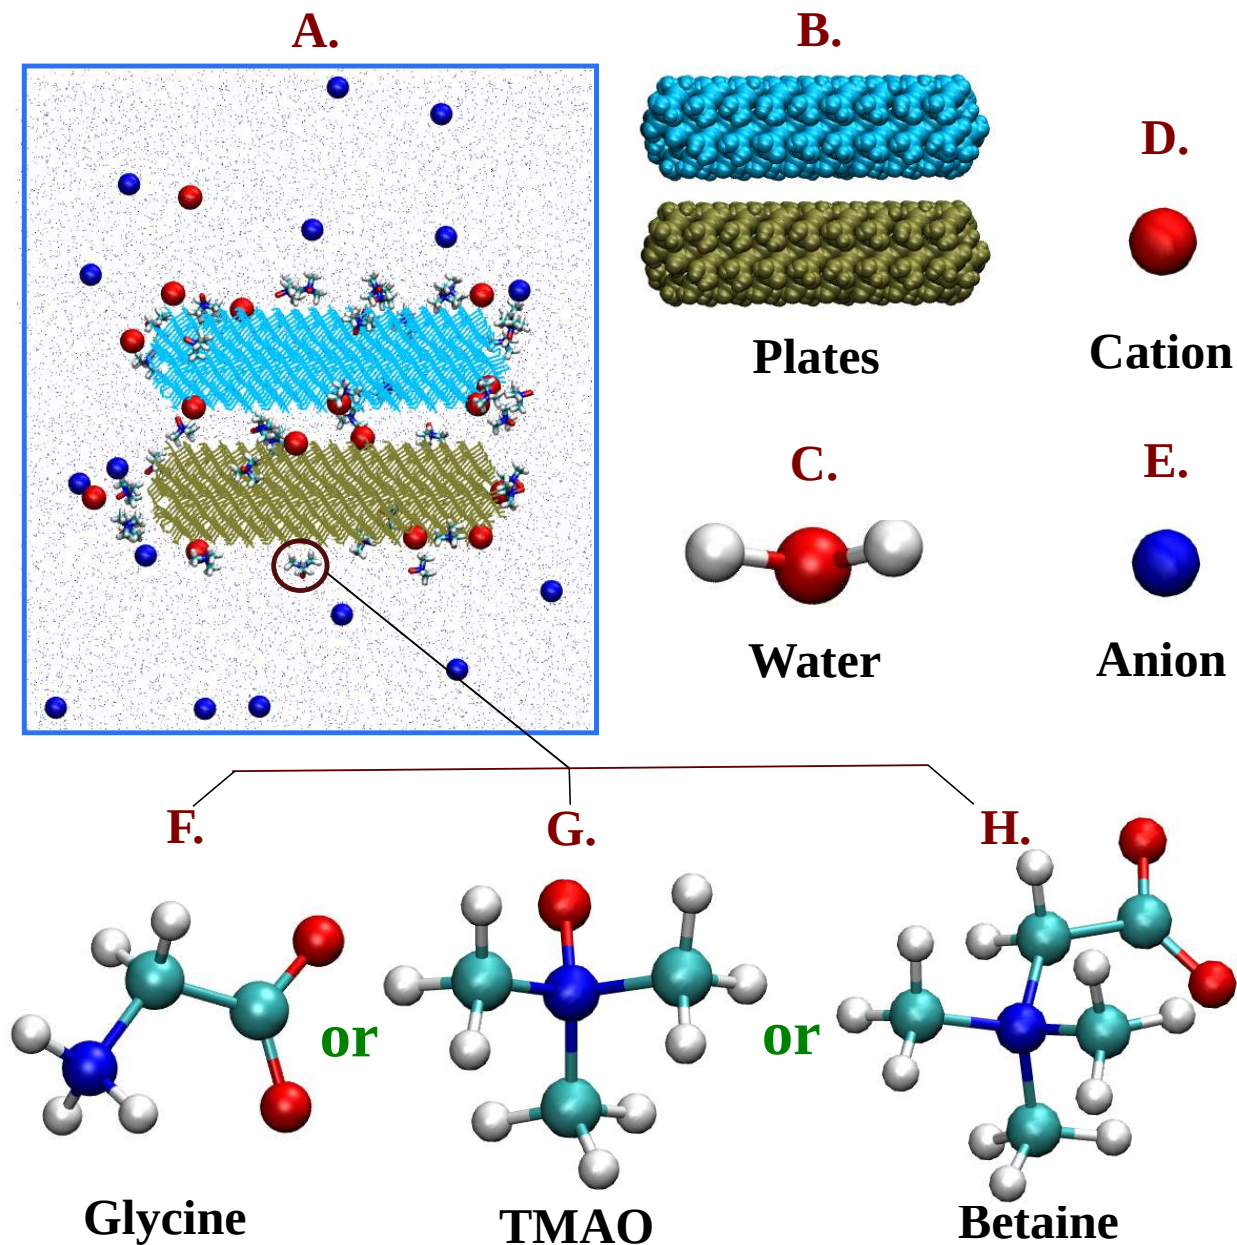 A.
B.
D.
Plates
Cation
C.
E.
Water
Anion
F.
G.
H.
or
or
Glycine
TMAO
Betaine